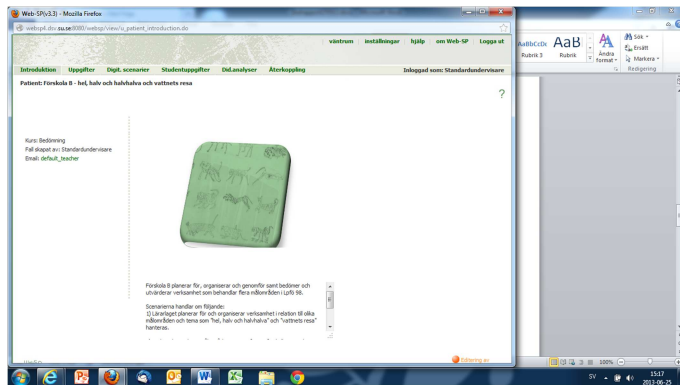 Web-SP(v3.3) - Mozilla Firefox
websp4.dsv.su.se:8080/websp/view/u_patient_introduction.do
väntrum inställningar hjälp om Web-SP Logga ut
Introduktion Uppgifter Digit. scenarier Studentuppgifter Did.analyser Återkoppling Inloggad som: Standardundervisare
Patient: Förskola B - hel, halv och halvhalva och vattnets resa
?
Kurs: Bedömning
Fall skapat av: Standardundervisare
Email: default_teacher
Förskola B planerar för, organiserar och genomför samt bedömer och
utvärderar verksamhet som behandlar flera målområden i Lpfö 98.
Scenarierna handlar om följande:
1) Lärarlaget planerar för och organiserar verksamhet i relation till olika
målområden och tema som "hel, halv och halvhalva" och "vattnets resa"
hanteras.
Editering av
AaBbCcDc AaB
Rubrik 3 Rubrik
Ändra
format
Sök
Ersätt
Markera
Redigering
100%
SV 15:17
2013-06-25